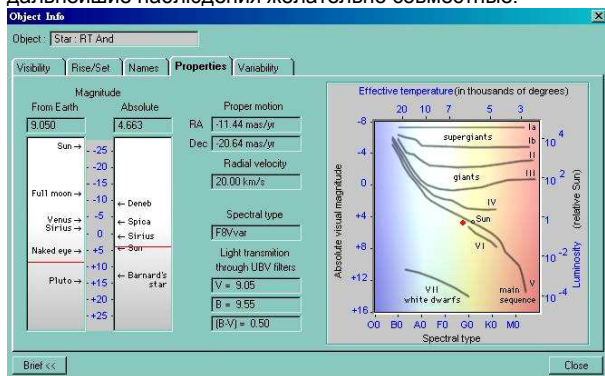 дальнейшие наблюдения желательно совместные.
Object Info
Object : Star : RT And
Visibility Rise/Set Names Properties Variability
Magnitude
From Earth Absolute
9.050 4.663
Sun →
Full moon →
Venus →
Sirius →
Naked eye →
Pluto →
-25
-20
-15
-10
-5
0
+5
+10
+15
+20
+25
← Deneb
← Spica
← Sirius
← Sun
← Barnard's
star
Proper motion
RA -11.44 mas/yr
Dec -20.64 mas/yr
Radial velocity
20.00 km/s
Spectral type
F8Vvar
Light transmition
through UBV filters
V = 9.05
B = 9.55
(B-V) = 0.50
Effective temperature (in thousands of degrees)
20 10 7 5 3
Absolute visual magnitude
-8
-4
0
+4
+8
+12
+16
supergiants
giants
Ia
Ib
II
III
IV
Sun
VI
V
VII
white dwarfs
main
sequence
10 4
10 2
1
10 -2
10 -4
Luminosity (relative Sun)
O0 B0 A0 F0 G0 K0 M0
Spectral type
Brief << Close